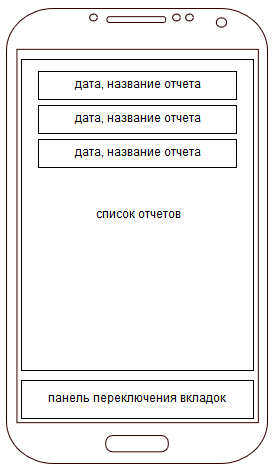 дата, название отчета
дата, название отчета
дата, название отчета
список отчетов
панель переключения вкладок